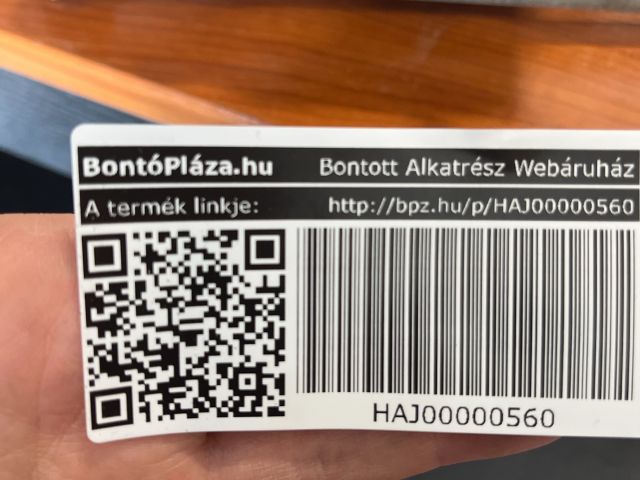 BontóPláza.hu Bontott Alkatrész Webáruház
A termék linkje: http://bpz.hu/p/HAJ00000560
HAJ00000560